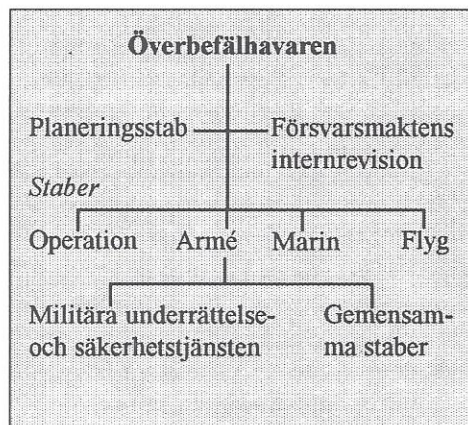 Överbefälhavaren
Planeringsstab
Försvarsmaktens
internrevision
Staber
Operation Armé Marin Flyg
Militära underrättelse-
och säkerhetstjänsten
Gemensam-
ma staber